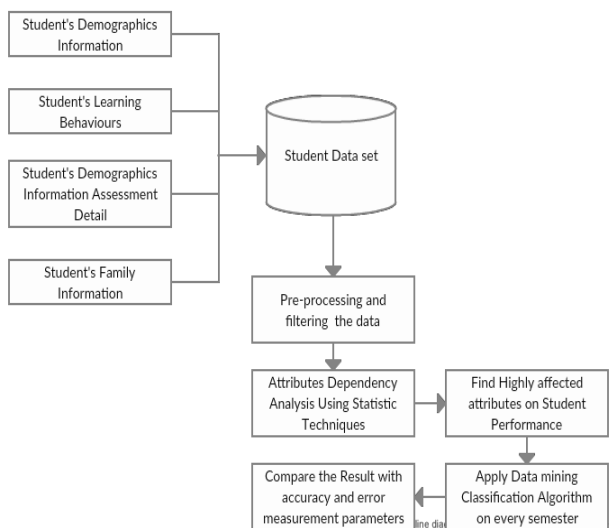 Student's Demographics
Information
Student's Learning
Behaviours
Student's Demographics
Information Assessment
Detail
Student's Family
Information
Student Data set
Pre-processing and
filtering the data
Attributes Dependency
Analysis Using Statistic
Techniques
Find Highly affected
attributes on Student
Performance
Apply Data mining
Classification Algorithm
on every semester
Compare the Result with
accuracy and error
measurement parameters